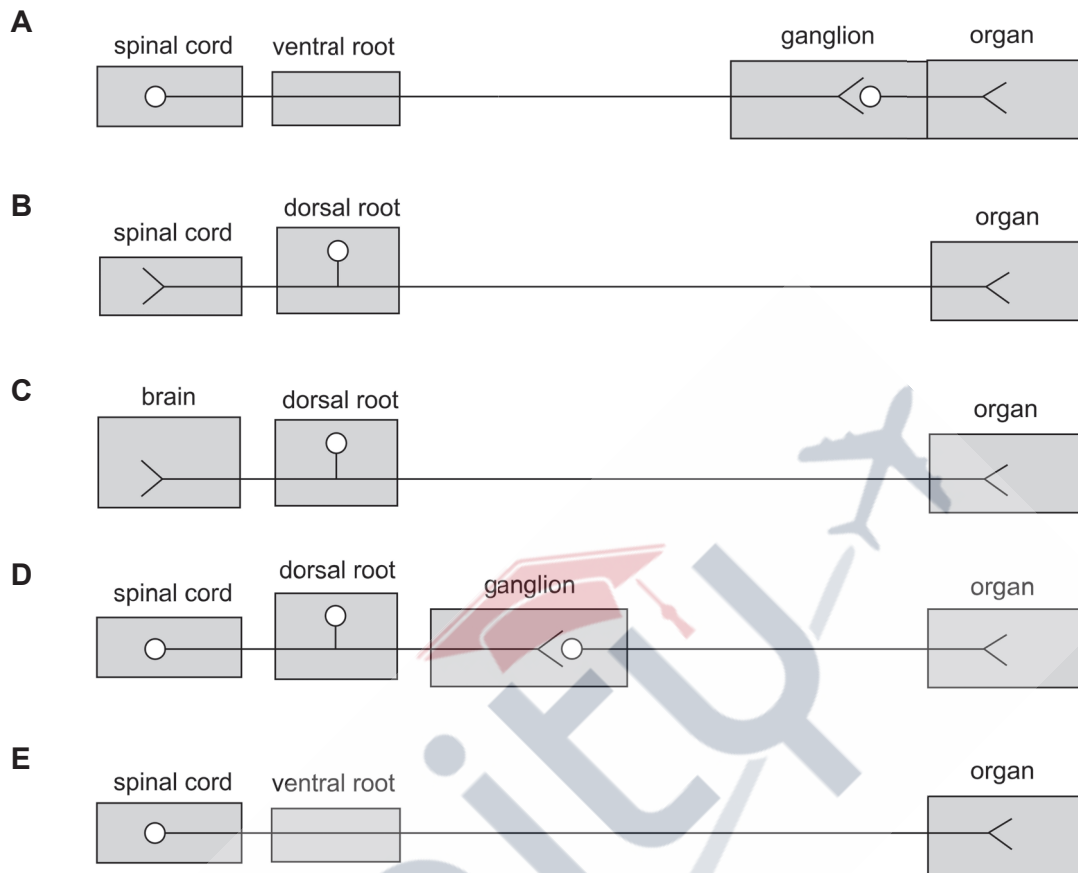 A
spinal cord ventral root ganglion organ
B
spinal cord dorsal root organ
C
brain dorsal root organ
D
spinal cord dorsal root ganglion organ
E
spinal cord ventral root organ